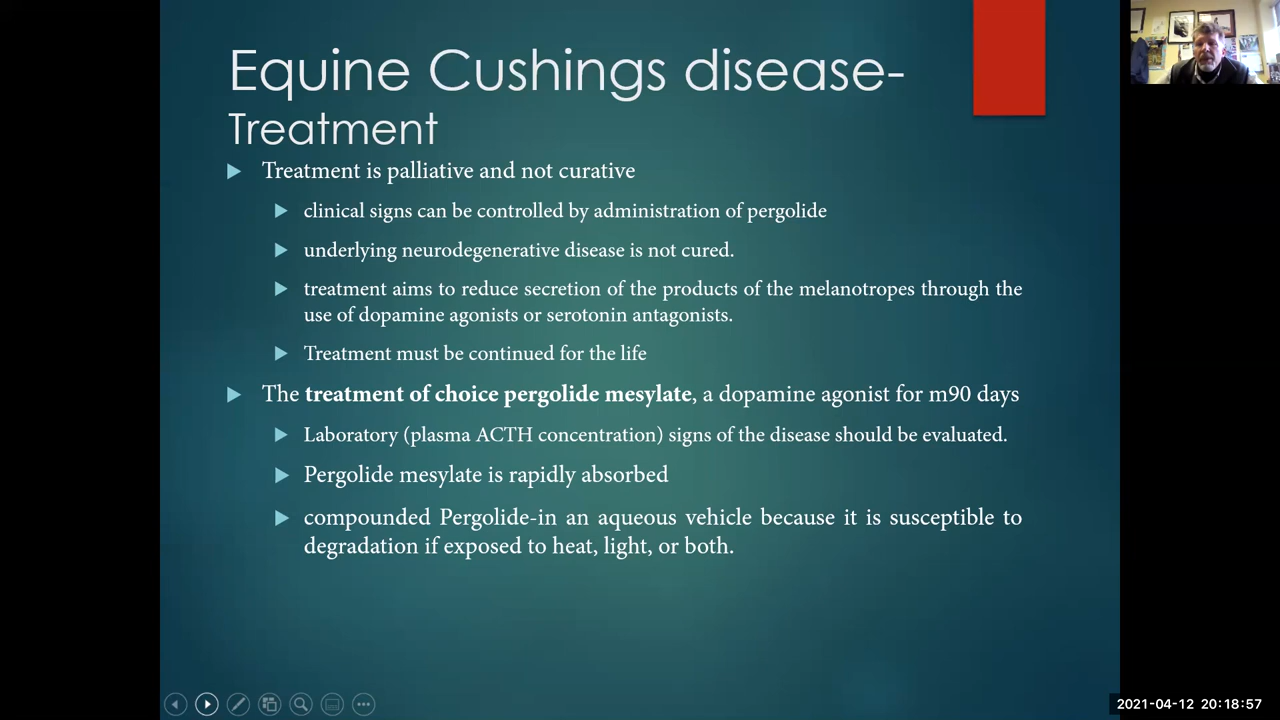 Equine Cushings disease-
Treatment
Treatment is palliative and not curative
clinical signs can be controlled by administration of pergolide
underlying neurodegenerative disease is not cured.
treatment aims to reduce secretion of the products of the melanotropes through the
use of dopamine agonists or serotonin antagonists.
Treatment must be continued for the life
The treatment of choice pergolide mesylate, a dopamine agonist for m90 days
Laboratory (plasma ACTH concentration) signs of the disease should be evaluated.
Pergolide mesylate is rapidly absorbed
compounded Pergolide-in an aqueous vehicle because it is susceptible to
degradation if exposed to heat, light, or both.
2021-04-12 20:18:57